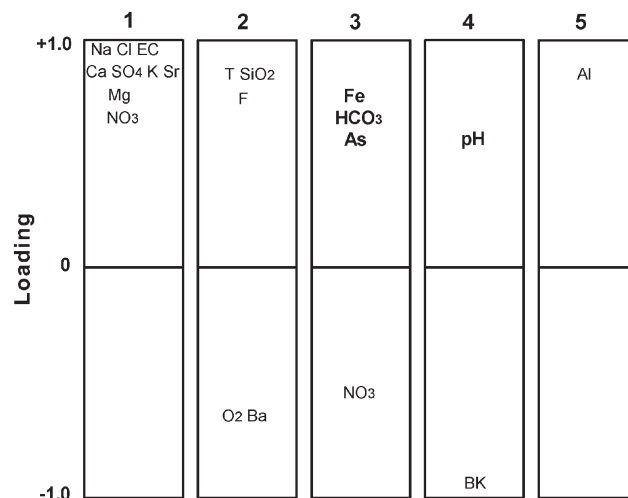 1 2 3 4 5
+1.0
Na Cl EC
Ca SO4 K Sr
Mg
NO3
T SiO2
F
Fe
HCO3
As
pH
Al
Loading
0
O2 Ba
NO3
BK
-1.0